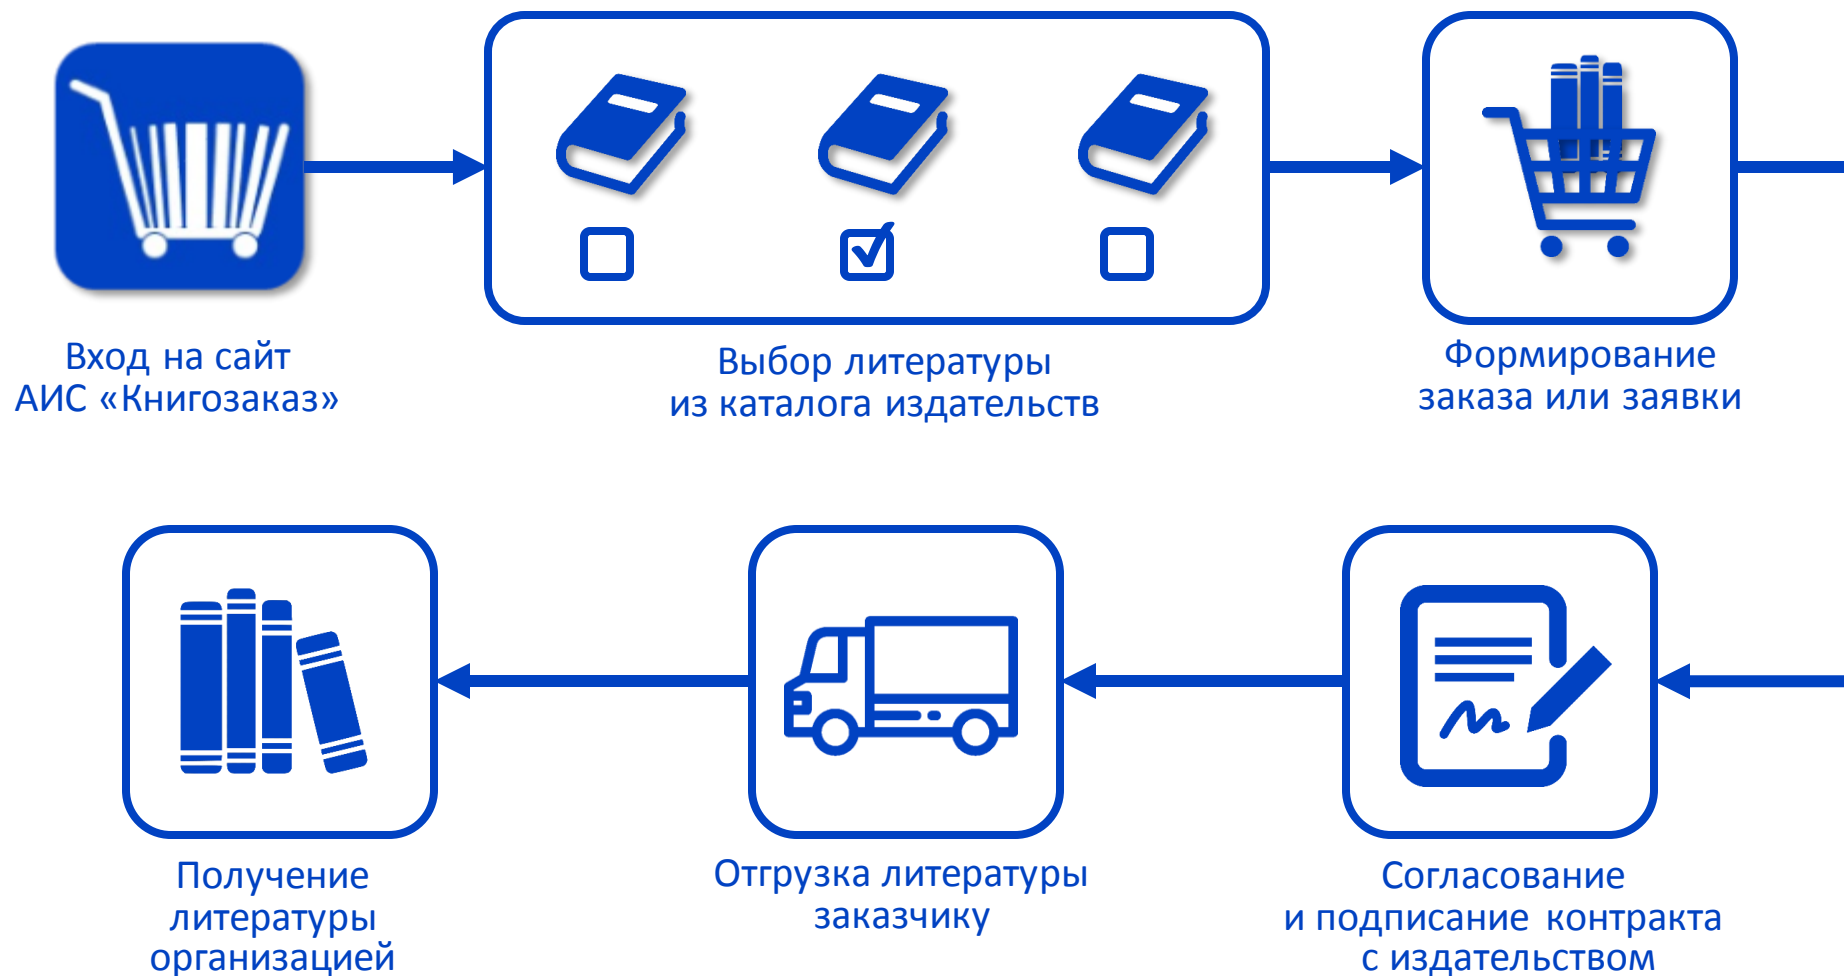 Вход на сайт
АИС «Книгозаказ»
Выбор литературы
из каталога издательств
Формирование
заказа или заявки
Получение
литературы
организацией
Отгрузка литературы
заказчику
Согласование
и подписание контракта
с издательством